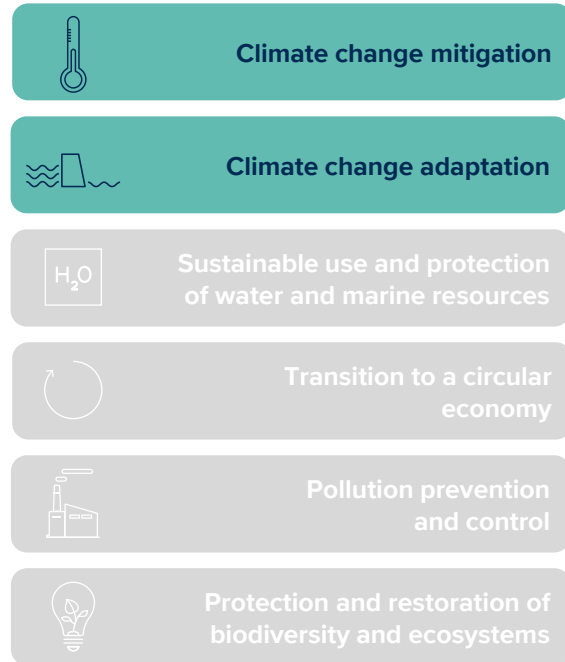 Climate change mitigation
Climate change adaptation
H₂O
Sustainable use and protection
of water and marine resources
Transition to a circular
economy
Pollution prevention
and control
Protection and restoration of
biodiversity and ecosystems